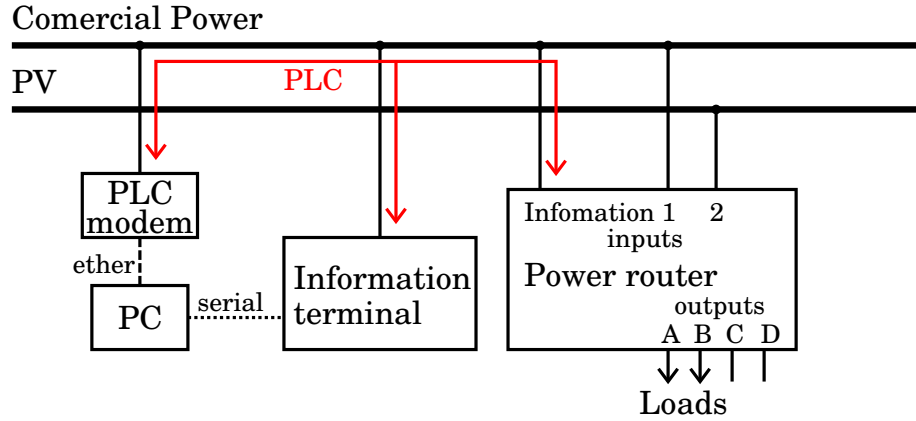 Comercial Power
PV
PLC
PLC
modem
ether
PC
serial
Information
terminal
Infomation 1 2
inputs
Power router
outputs
A B C D
Loads